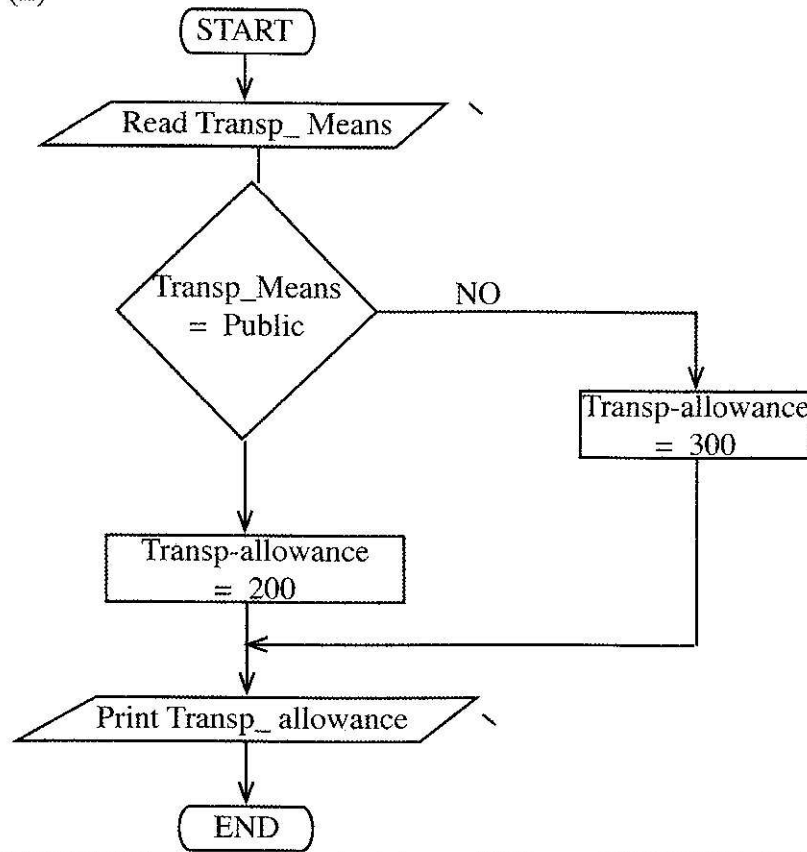 START
Read Transp_ Means
Transp_Means
= Public
NO
Transp-allowance
= 300
Transp-allowance
= 200
Print Transp_ allowance
END